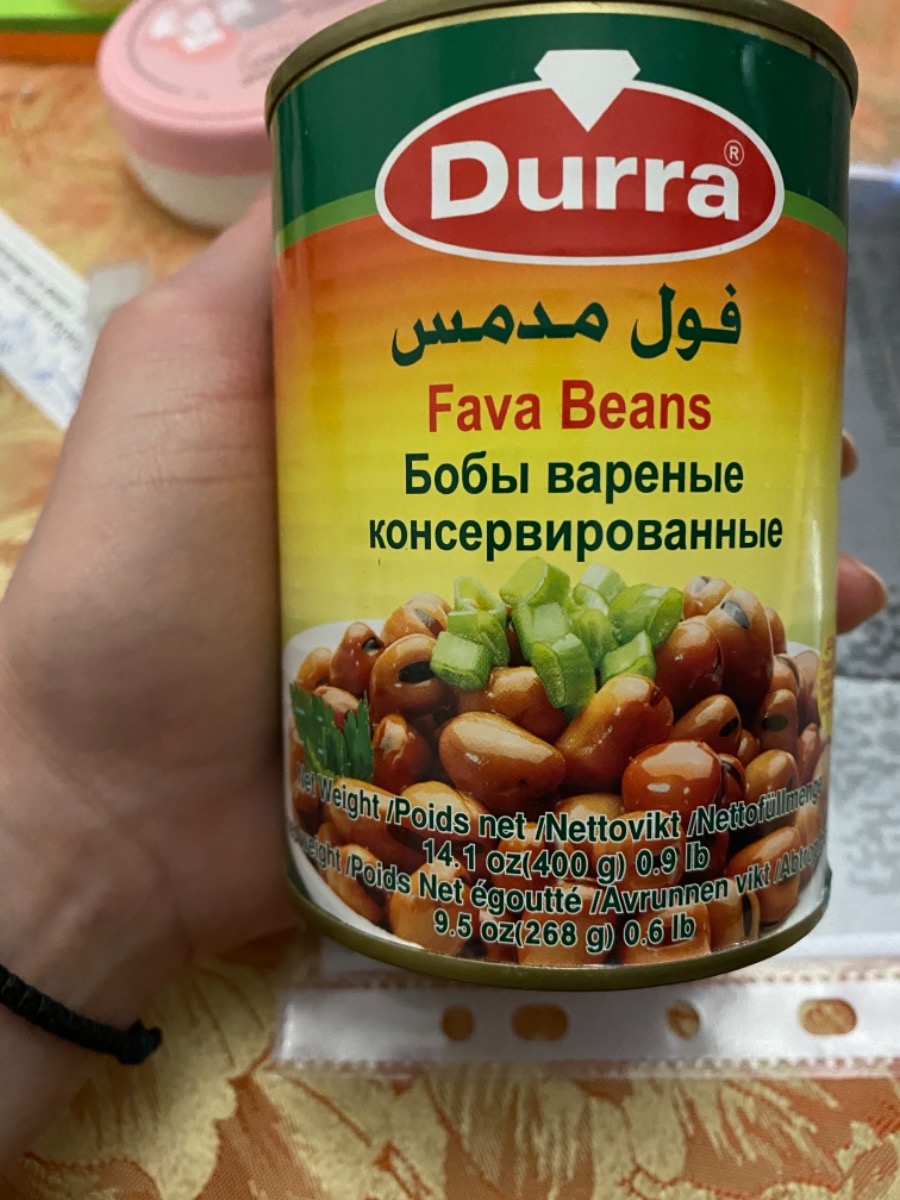 Durra®
فول مدمس
Fava Beans
Бобы вареные
консервированные
Weight /Poids net /Nettovikt /Nettofüllmenge
14.1 oz(400 g) 0.9 lb
/Poids Net égoutté /Avrunnen vikt
9.5 oz(268 g) 0.6 lb